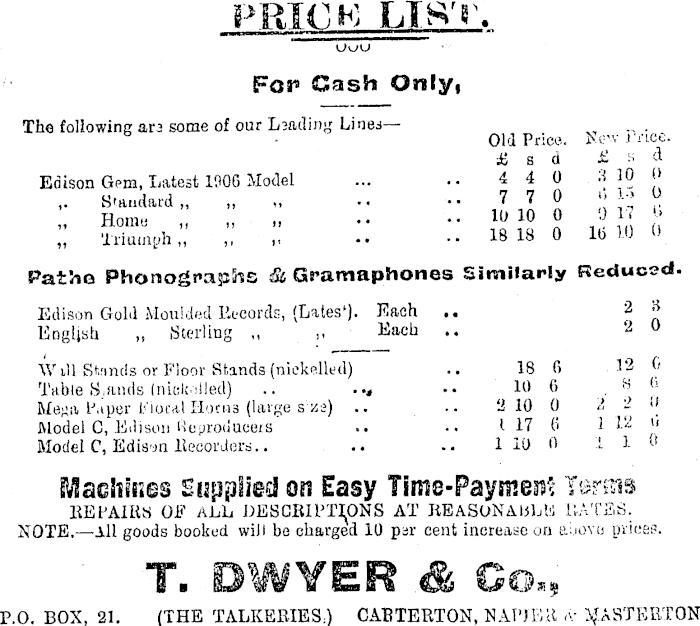 PRICE LIST.
For Cash Only,
The following are some of our Leading Lines—
Old Price. New Price.
£ s d £ s d
Edison Gem, Latest 1906 Model ... .. 4 4 0 3 10 0
„ Standard „ „ „ .. .. 7 7 0 6 15 0
„ Home „ „ „ .. .. 10 10 0 9 17 6
„ Triumph „ „ „ .. .. 18 18 0 16 10 0
Pathe Phonographs & Gramaphones Similarly Reduced.
Edison Gold Moulded Records, (Latest). Each .. 2 3
English „ Sterling „ „ Each .. 2 0
Wall Stands or Floor Stands (nickelled) .. 18 6 12 6
Table Stands (nickelled) .. .. .. 10 6 8 6
Mega Paper Floral Horns (large size) .. .. 2 10 0 2 2 0
Model C, Edison Reproducers .. .. 1 17 6 1 12 6
Model C, Edison Recorders.. .. .. 1 10 0 1 1 0
Machines Supplied on Easy Time-Payment Terms
REPAIRS OF ALL DESCRIPTIONS AT REASONABLE RATES.
NOTE.—All goods booked will be charged 10 per cent increase on above prices.
T. DWYER & Co.,
P.O. BOX, 21. (THE TALKERIES.) CARTERTON, NAPIER & MASTERTON